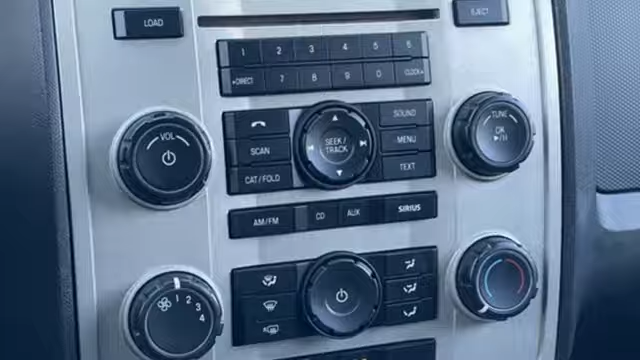 LOAD
EJECT
1 2 3 4 5 6
DIRECT 7 8 9 0 CLOCK
SOUND
VOL
SEEK/
TRACK
SCAN
MENU
TUNE
OK
CAT/FOLD
TEXT
AM/FM CD AUX SIRIUS
1 2 3 4